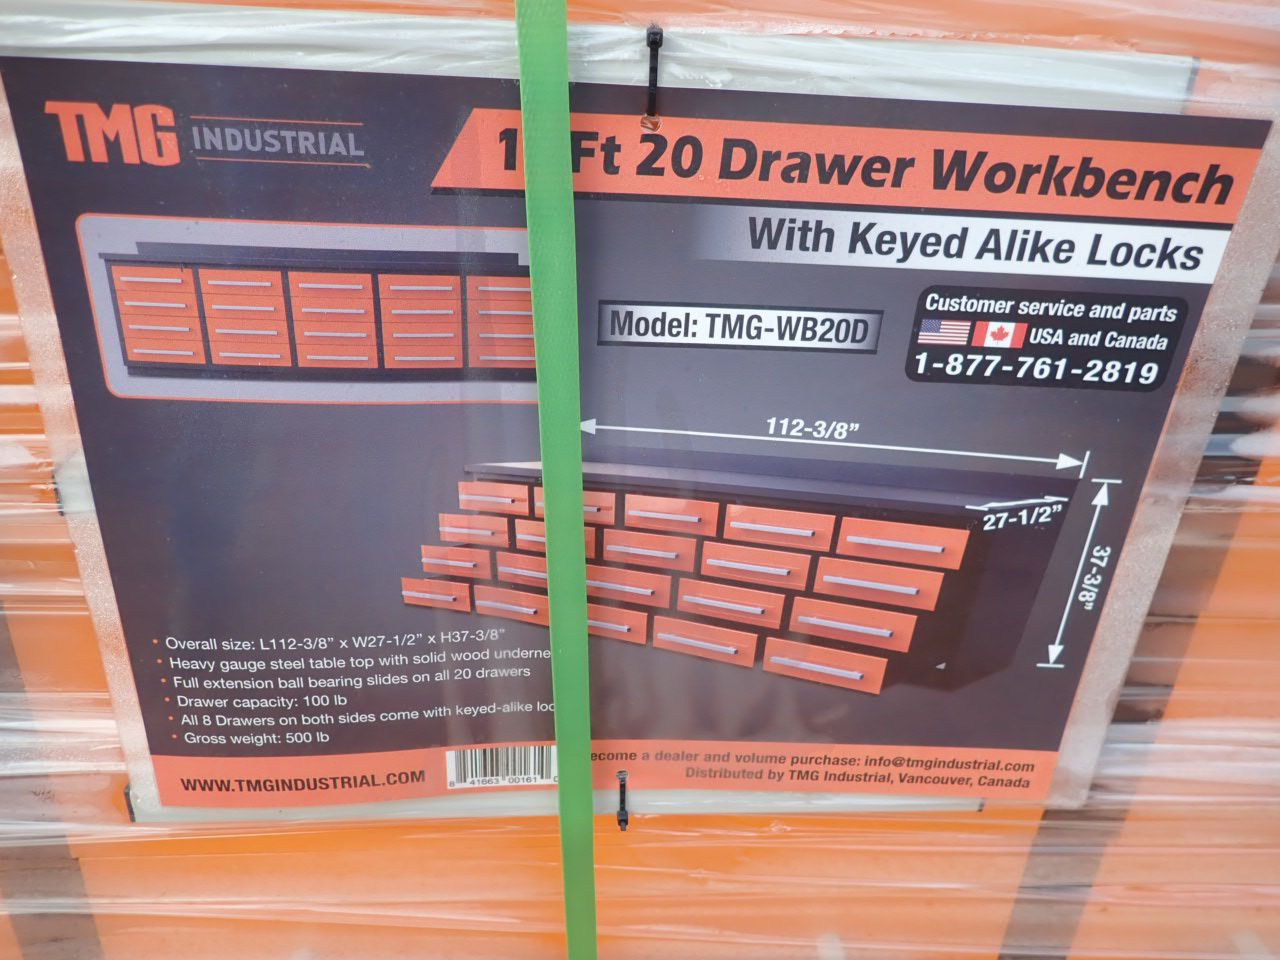 TMG INDUSTRIAL
1 Ft 20 Drawer Workbench
With Keyed Alike Locks
Model: TMG-WB20D
Customer service and parts
USA and Canada
1-877-761-2819
112-3/8”
27-1/2”
37-3/8”
• Overall size: L112-3/8” x W27-1/2” x H37-3/8”
• Heavy gauge steel table top with solid wood underne
• Full extension ball bearing slides on all 20 drawers
• Drawer capacity: 100 lb
• All 8 Drawers on both sides come with keyed-alike loc
• Gross weight: 500 lb
WWW.TMGINDUSTRIAL.COM
8 41663 00161
ecome a dealer and volume purchase: info@tmgindustrial.com
Distributed by TMG Industrial, Vancouver, Canada